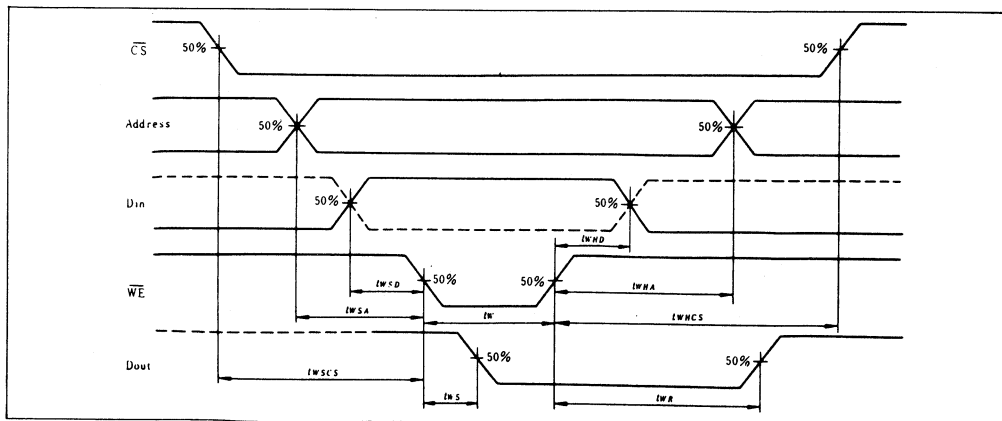 50%
50%
CS
50%
50%
Address
50%
50%
Din
tWHD
50%
50%
WE
tWSD
tWHA
tWSA
tW
tWHCS
50%
50%
Dout
tWSCS
tWS
tWR